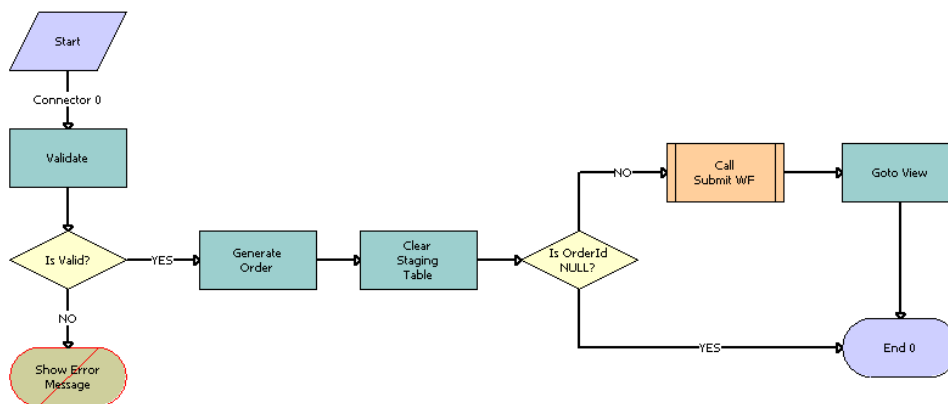 Start
Connector 0
Validate
Is Valid?
YES
Generate
Order
Clear
Staging
Table
Is OrderId
NULL?
NO
Call
Submit WF
Goto View
YES
End 0
NO
Show Error
Message